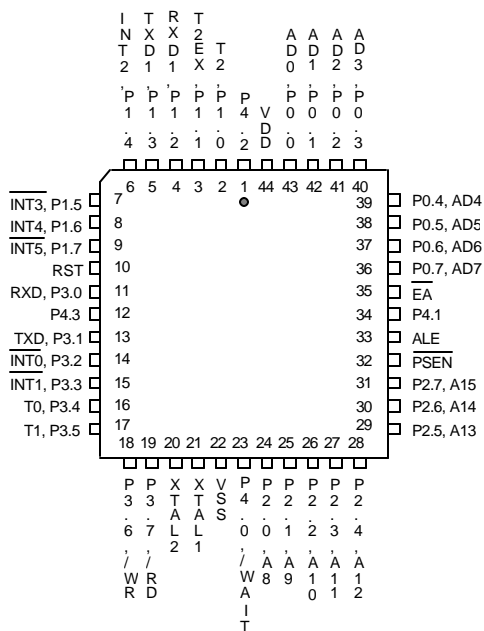 INT2,P1.4
TXD1,P1.3
RXD1,P1.2
T2EX,P1.1
T2,P1.0
P4.2
VDD
AD0,P0.0
AD1,P0.1
AD2,P0.2
AD3,P0.3
6 5 4 3 2 1 44 43 42 41 40
INT3, P1.5 7
INT4, P1.6 8
INT5, P1.7 9
RST 10
RXD, P3.0 11
P4.3 12
TXD, P3.1 13
INT0, P3.2 14
INT1, P3.3 15
T0, P3.4 16
T1, P3.5 17
39 P0.4, AD4
38 P0.5, AD5
37 P0.6, AD6
36 P0.7, AD7
35 EA
34 P4.1
33 ALE
32 PSEN
31 P2.7, A15
30 P2.6, A14
29 P2.5, A13
18 19 20 21 22 23 24 25 26 27 28
P3.6,/WR
P3.7,/RD
XTAL2
XTAL1
VSS
P4.0,/WAIT
P2.0,A8
P2.1,A9
P2.2,A10
P2.3,A11
P2.4,A12